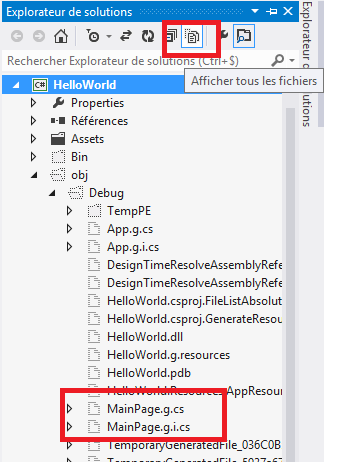 Explorateur de solutions
Rechercher Explorateur de solutions (Ctrl+$)
Afficher tous les fichiers
C# HelloWorld
Properties
Références
Assets
Bin
obj
Debug
TempPE
App.g.cs
App.g.i.cs
DesignTimeResolveAssemblyRefe
DesignTimeResolveAssemblyRefe
HelloWorld.csproj.FileListAbsolut
HelloWorld.csproj.GenerateResou
HelloWorld.dll
HelloWorld.g.resources
HelloWorld.pdb
HelloWorld.Resources.AppResour
MainPage.g.cs
MainPage.g.i.cs
TemporaryGeneratedFile_036C0B
Explorateur de solutions